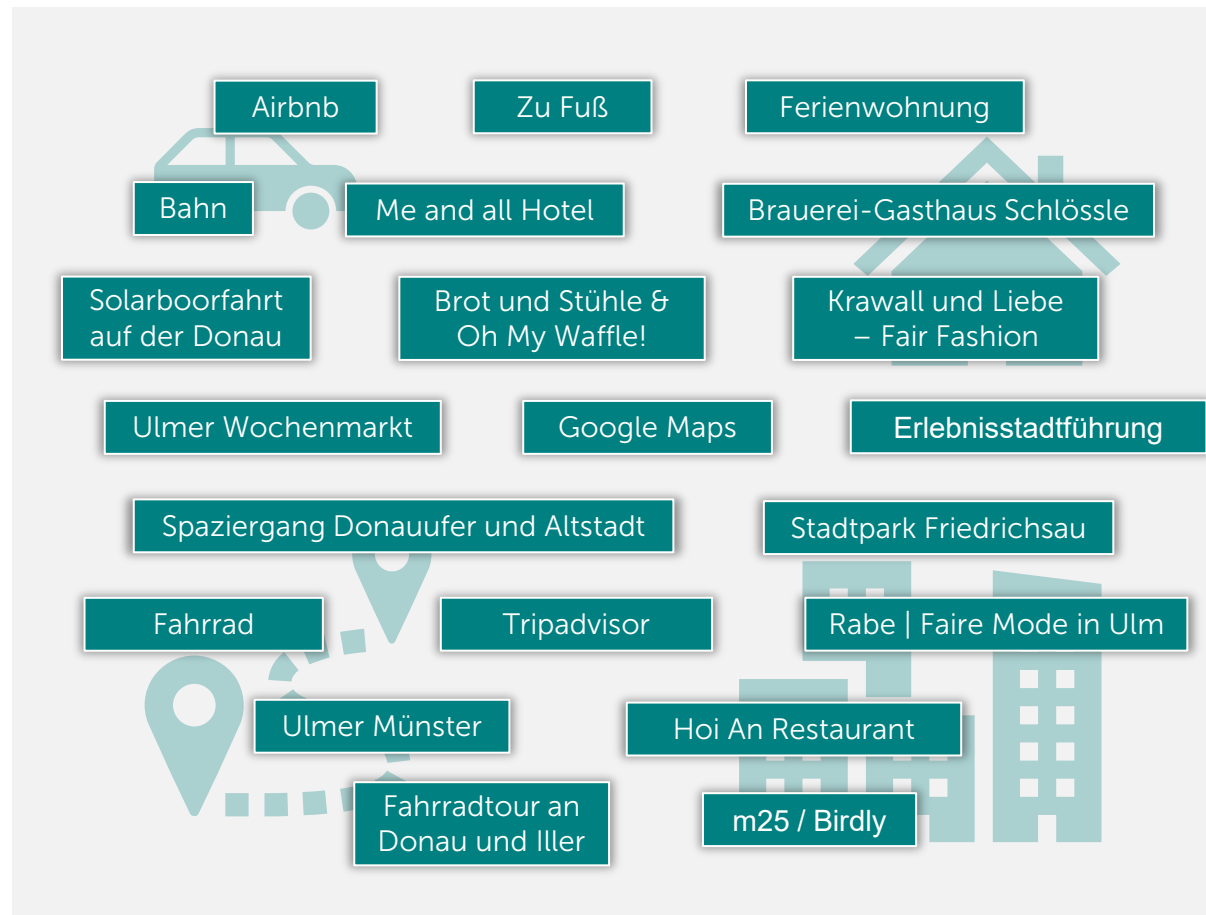 Airbnb
Zu Fuß
Ferienwohnung
Bahn
Me and all Hotel
Brauerei-Gasthaus Schlössle
Solarboorfahrt
auf der Donau
Brot und Stühle &
Oh My Waffle!
Krawall und Liebe
– Fair Fashion
Ulmer Wochenmarkt
Google Maps
Erlebnisstadtführung
Spaziergang Donauufer und Altstadt
Stadtpark Friedrichsau
Fahrrad
Tripadvisor
Rabe | Faire Mode in Ulm
Ulmer Münster
Hoi An Restaurant
Fahrradtour an
Donau und Iller
m25 / Birdly